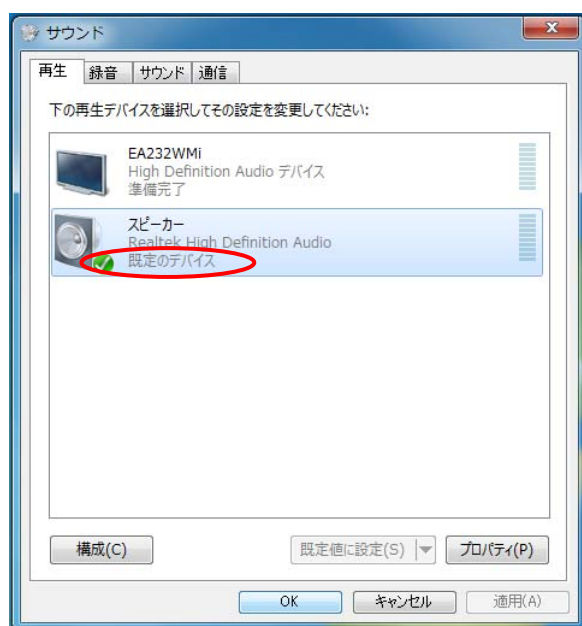 サウンド
再生 録音 サウンド 通信
下の再生デバイスを選択してその設定を変更してください:
EA232WMi
High Definition Audio デバイス
準備完了
スピーカー
Realtek High Definition Audio
既定のデバイス
構成(C) 既定値に設定(S) プロパティ(P)
OK キャンセル 適用(A)